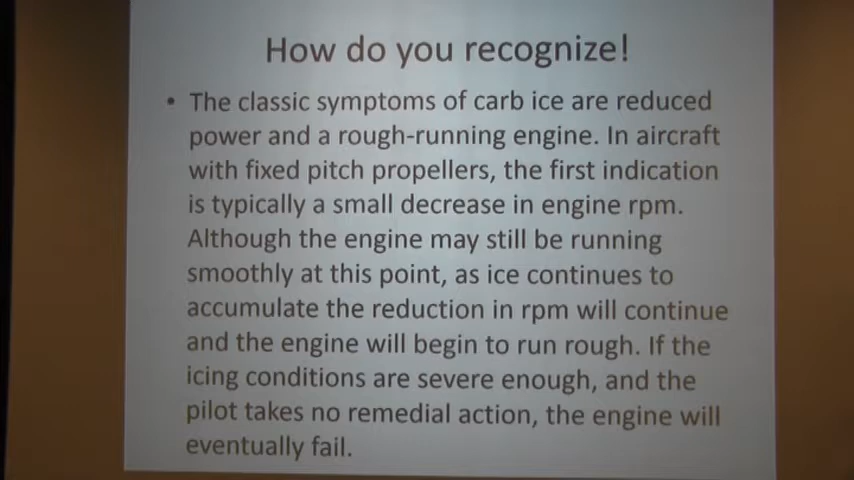 How do you recognize!
• The classic symptoms of carb ice are reduced
power and a rough-running engine. In aircraft
with fixed pitch propellers, the first indication
is typically a small decrease in engine rpm.
Although the engine may still be running
smoothly at this point, as ice continues to
accumulate the reduction in rpm will continue
and the engine will begin to run rough. If the
icing conditions are severe enough, and the
pilot takes no remedial action, the engine will
eventually fail.